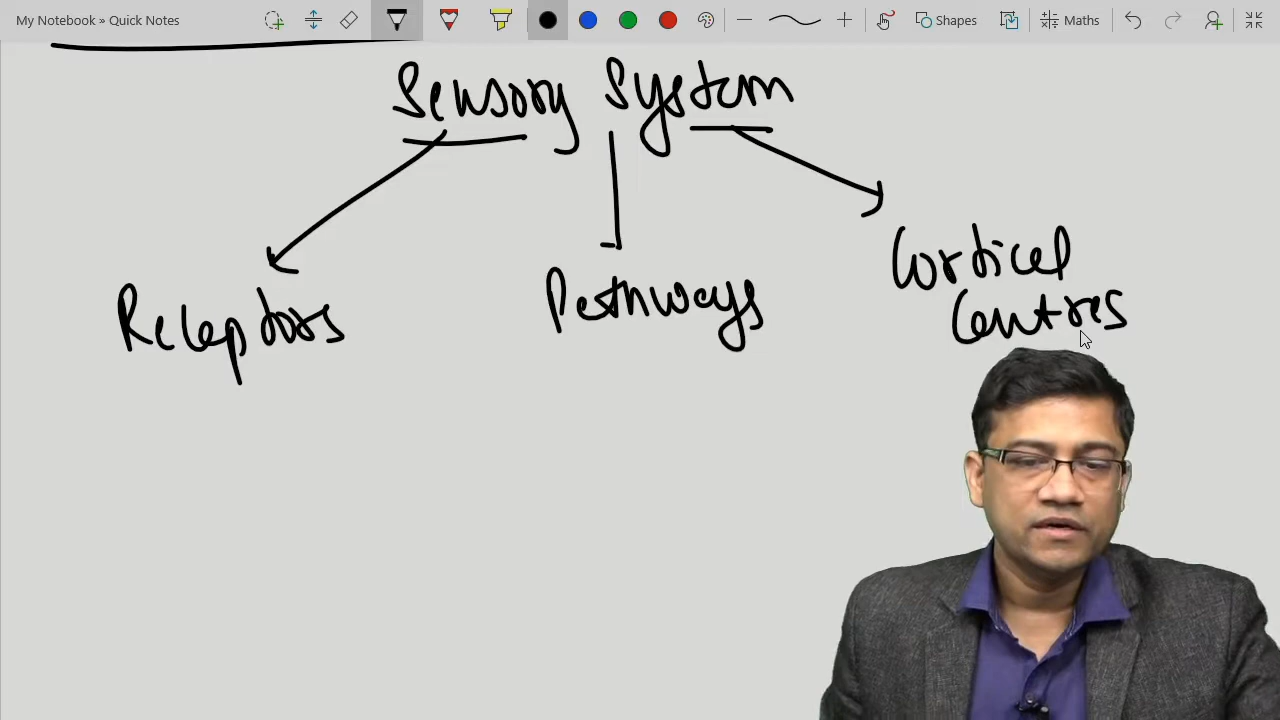 My Notebook » Quick Notes
Shapes
Maths
Sensory System
Receptors
Pathways
Cortical
Centres